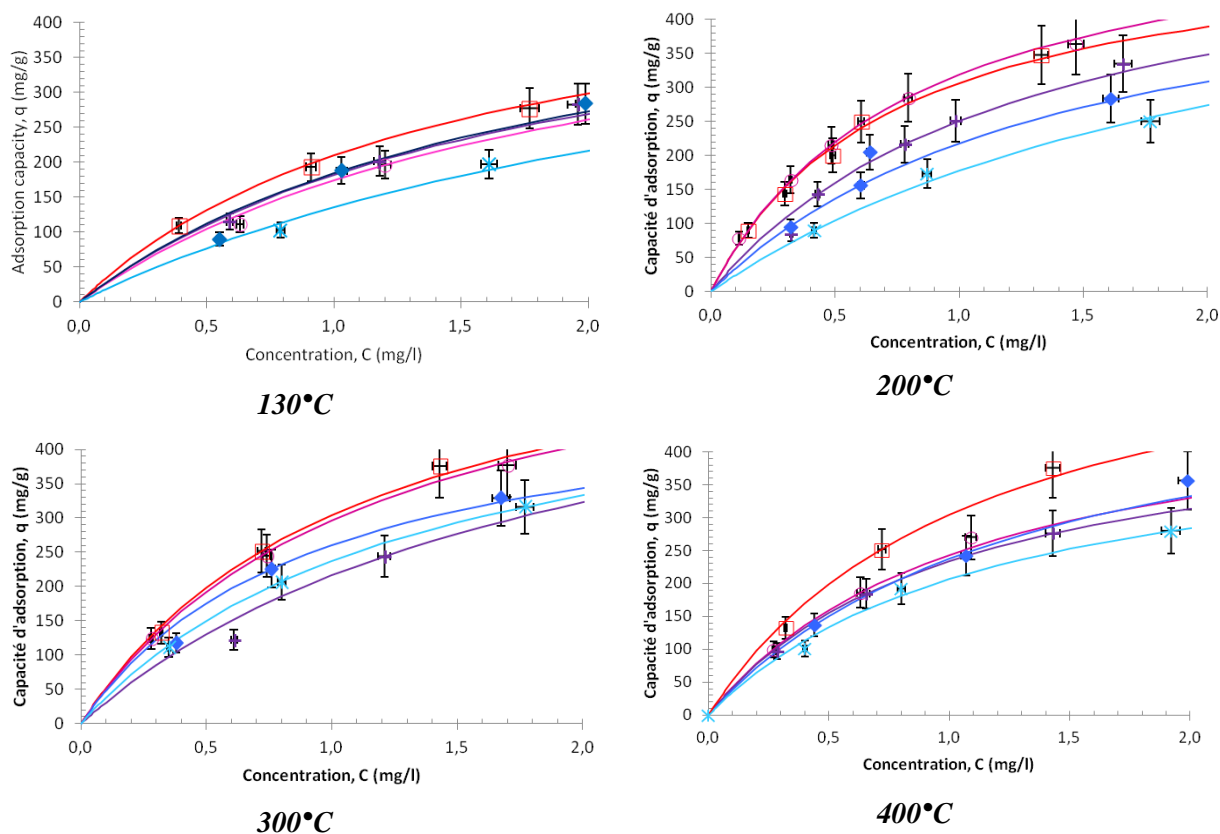 400
350
300
250
200
150
100
50
0
Adsorption capacity, q (mg/g)
0,0 0,5 1,0 1,5 2,0
Concentration, C (mg/l)
130°C
400
350
300
250
200
150
100
50
0
Capacité d'adsorption, q (mg/g)
0,0 0,5 1,0 1,5 2,0
Concentration, C (mg/l)
200°C
400
350
300
250
200
150
100
50
0
Capacité d'adsorption, q (mg/g)
0,0 0,5 1,0 1,5 2,0
Concentration, C (mg/l)
300°C
400
350
300
250
200
150
100
50
0
Capacité d'adsorption, q (mg/g)
0,0 0,5 1,0 1,5 2,0
Concentration, C (mg/l)
400°C